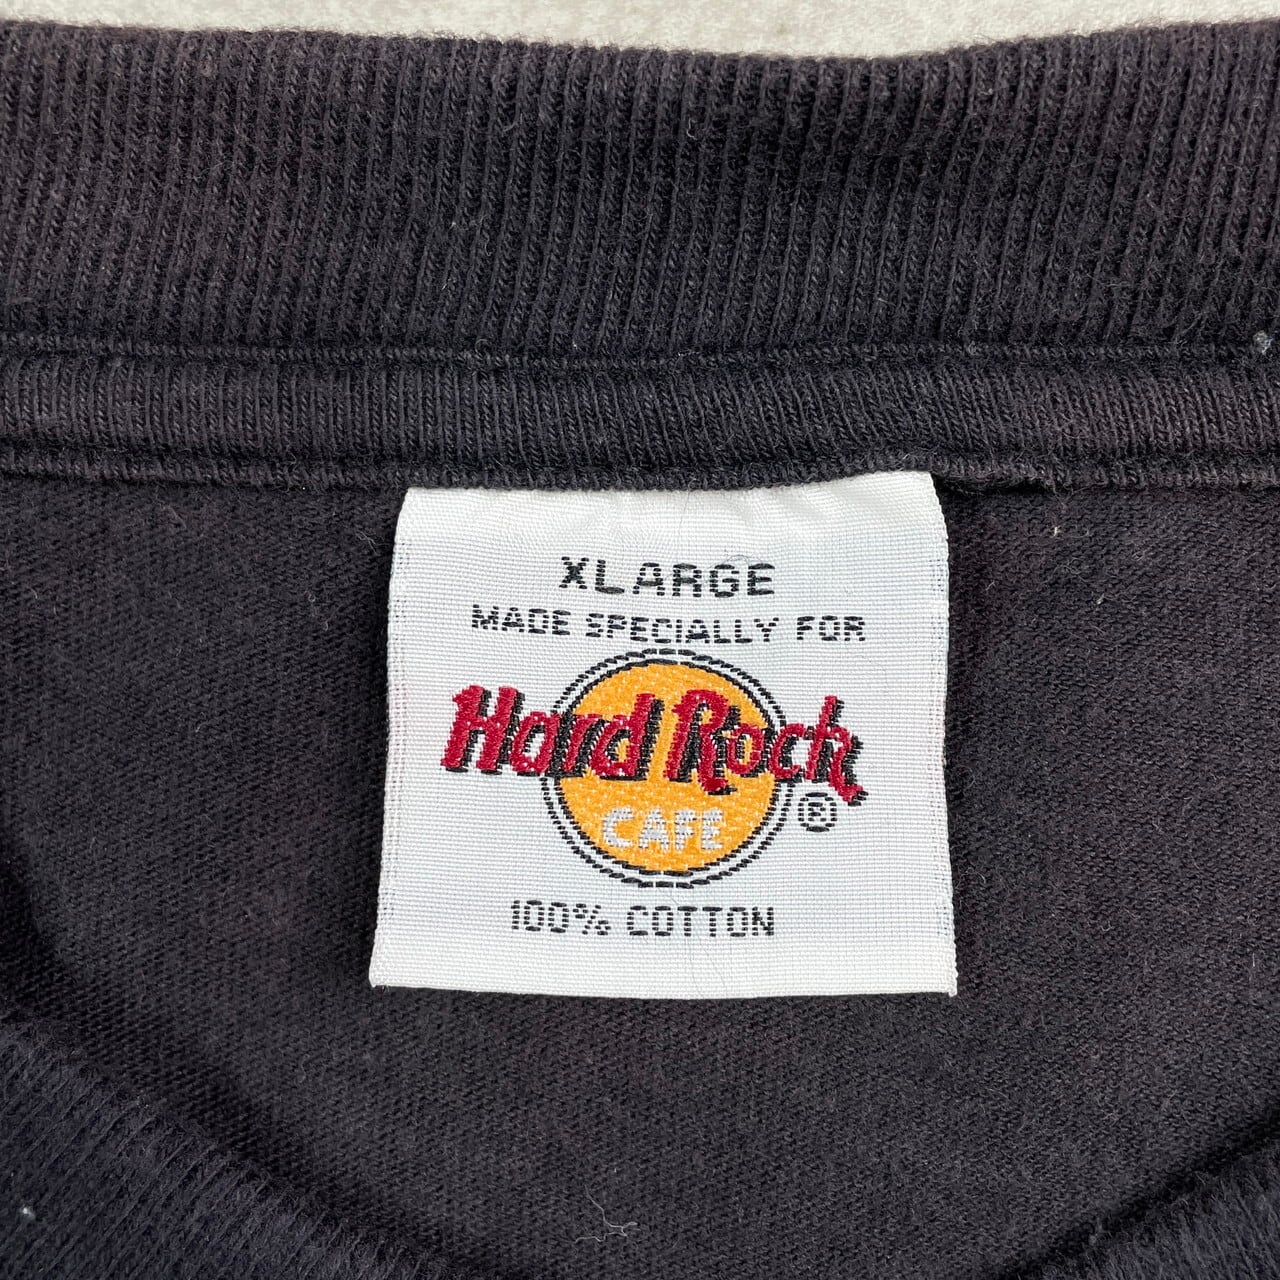 XLARGE
MADE SPECIALLY FOR
Hard Rock
CAFE ®
100% COTTON